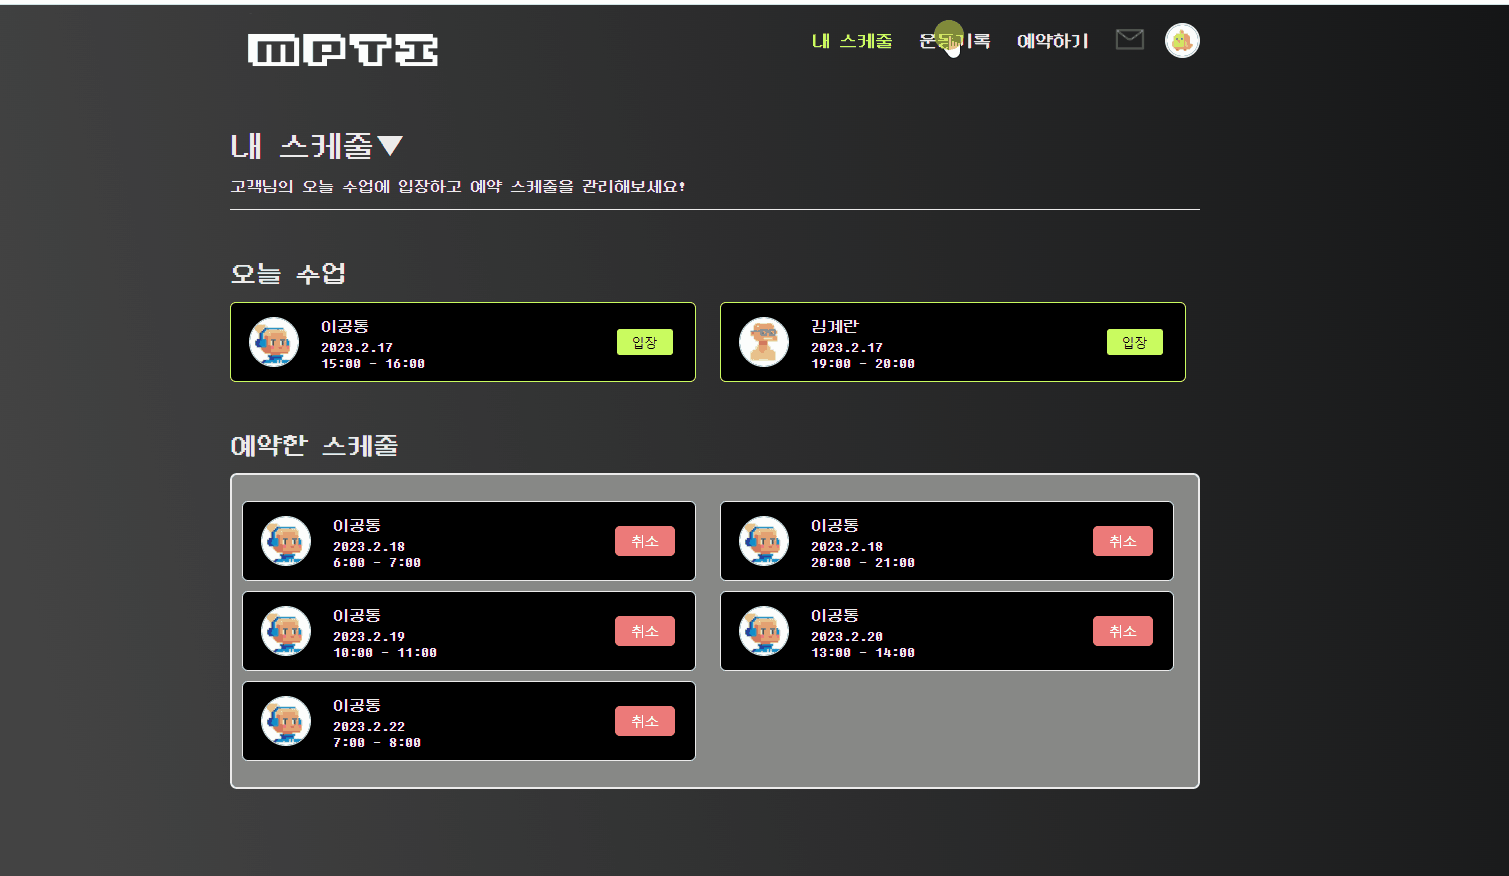 MPTI
내 스케줄 운동기록 예약하기
내 스케줄▼
고객님의 오늘 수업에 입장하고 예약 스케줄을 관리해보세요!
오늘 수업
이공통
2023.2.17
15:00 - 16:00
입장
김계란
2023.2.17
19:00 - 20:00
입장
예약한 스케줄
이공통
2023.2.18
6:00 - 7:00
취소
이공통
2023.2.18
20:00 - 21:00
취소
이공통
2023.2.19
10:00 - 11:00
취소
이공통
2023.2.20
13:00 - 14:00
취소
이공통
2023.2.22
7:00 - 8:00
취소